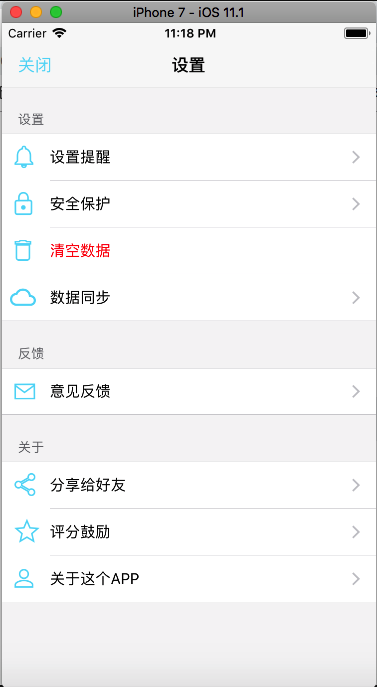 iPhone 7 - iOS 11.1
Carrier 11:18 PM
关闭 设置
设置
设置提醒
安全保护
清空数据
数据同步
反馈
意见反馈
关于
分享给好友
评分鼓励
关于这个APP